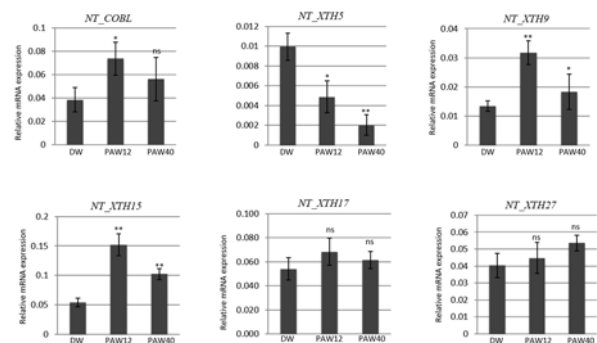 NT_COBL
Relative mRNA expression
0.1
0.08
0.06
0.04
0.02
0
*
ns
DW PAW12 PAW40
NT_XTH5
Relative mRNA expression
0.012
0.01
0.008
0.006
0.004
0.002
0
*
**
DW PAW12 PAW40
NT_XTH9
Relative mRNA expression
0.04
0.03
0.02
0.01
0
**
*
DW PAW12 PAW40
NT_XTH15
Relative mRNA expression
0.2
0.15
0.1
0.05
0
**
**
DW PAW12 PAW40
NT_XTH17
Relative mRNA expression
0.100
0.080
0.060
0.040
0.020
0.000
ns
ns
DW PAW12 PAW40
NT_XTH27
Relative mRNA expression
0.07
0.06
0.05
0.04
0.03
0.02
0.01
0.00
ns
ns
DW PAW12 PAW40